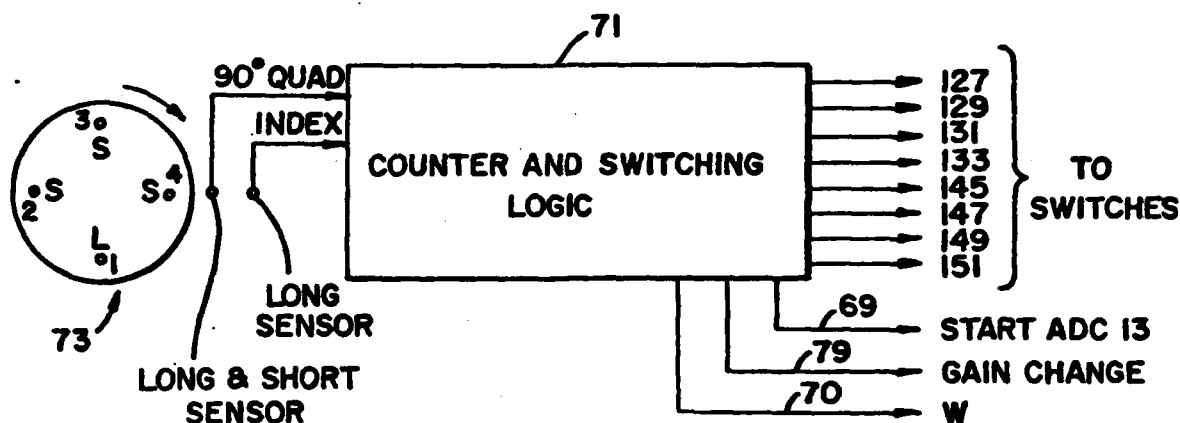 71
90° QUAD
INDEX
COUNTER AND SWITCHING
LOGIC
127
129
131
133
145
147
149
151
TO
SWITCHES
3
S
S
2
S
4
L
1
73
LONG
SENSOR
LONG & SHORT
SENSOR
69
START ADC 13
79
GAIN CHANGE
70
W